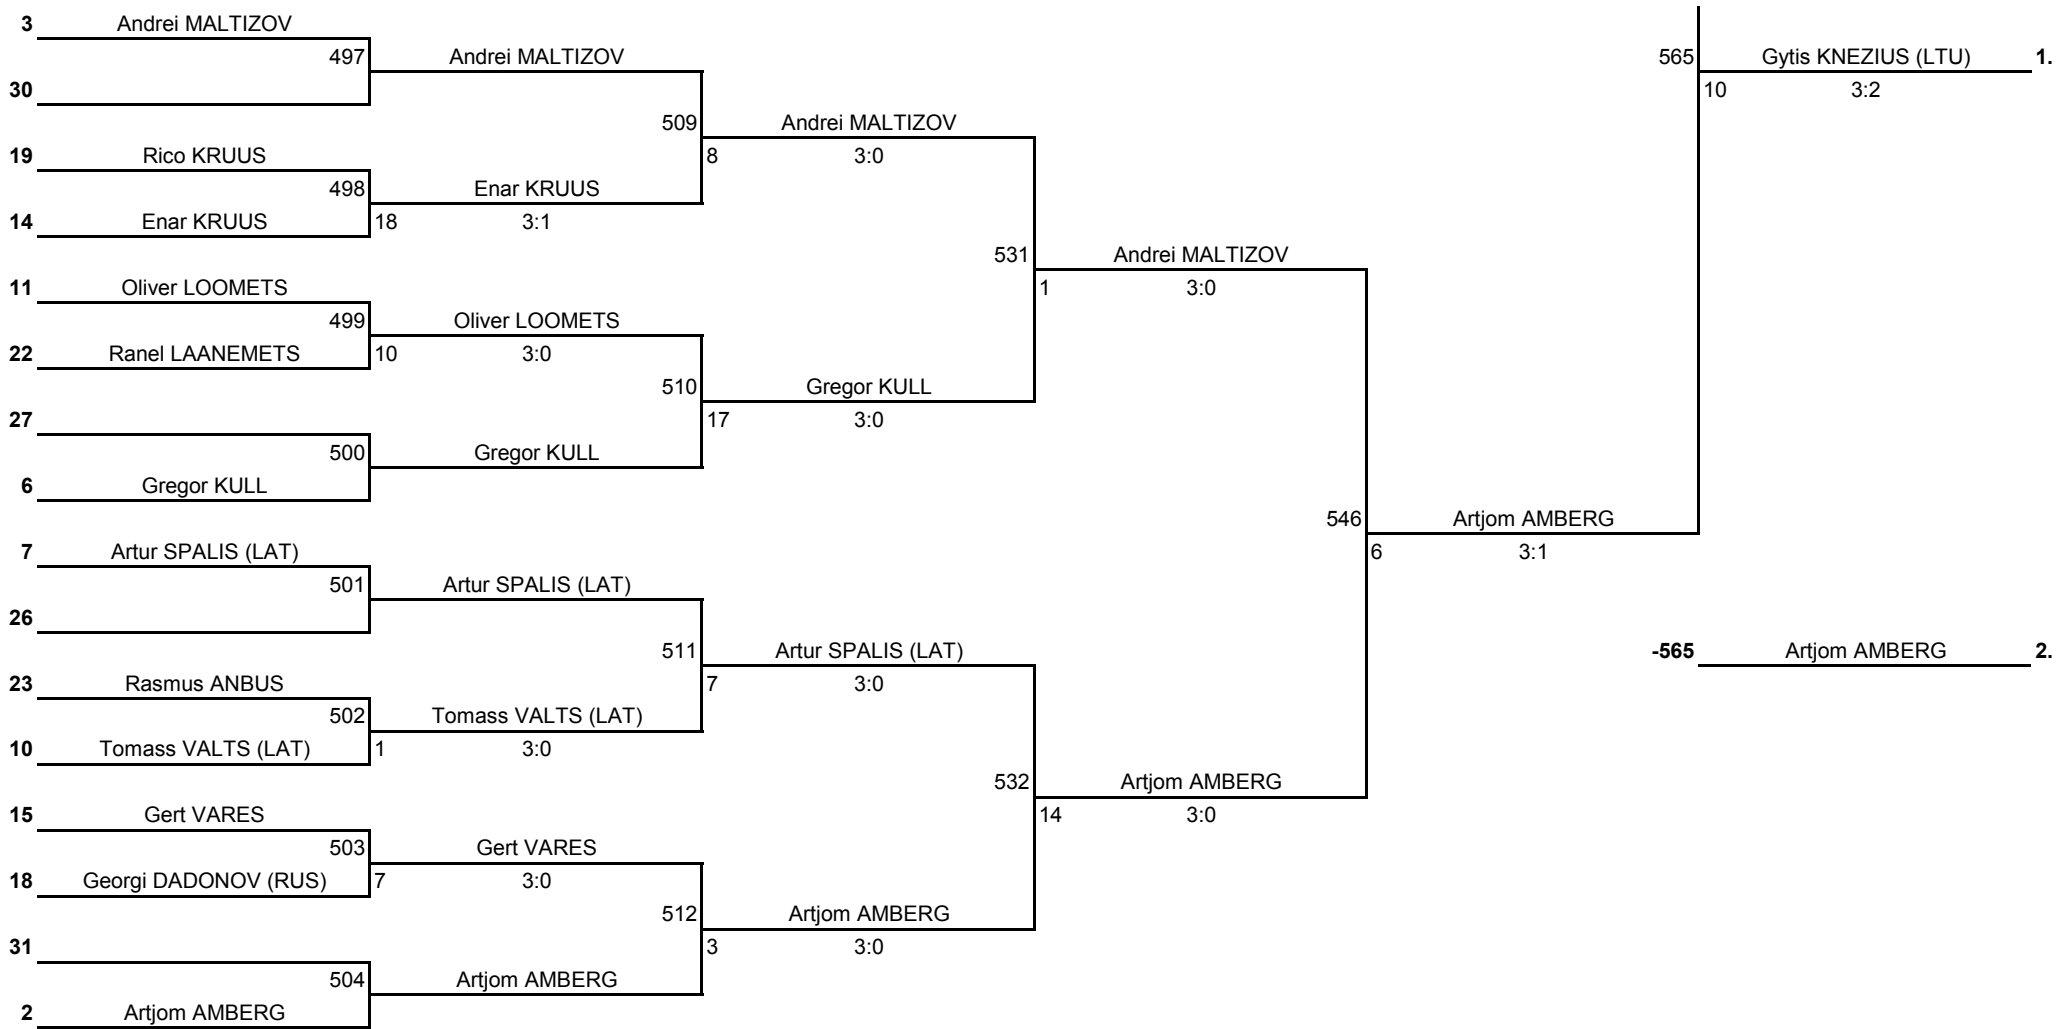 3 Andrei MALTIZOV
497 Andrei MALTIZOV 565 Gytis KNEZIUS (LTU) 1.
30 10 3:2
509 Andrei MALTIZOV
19 Rico KRUUS 8 3:0
498 Enar KRUUS
14 Enar KRUUS 18 3:1
531 Andrei MALTIZOV
11 Oliver LOOMETS 1 3:0
499 Oliver LOOMETS
22 Ranel LAANEMETS 10 3:0
510 Gregor KULL
27 17 3:0
500 Gregor KULL
6 Gregor KULL
546 Artjom AMBERG
7 Artur SPALIS (LAT) 6 3:1
501 Artur SPALIS (LAT)
26
511 Artur SPALIS (LAT) -565 Artjom AMBERG 2.
23 Rasmus ANBUS 7 3:0
502 Tomass VALTS (LAT)
10 Tomass VALTS (LAT) 1 3:0
532 Artjom AMBERG
15 Gert VARES 14 3:0
503 Gert VARES
18 Georgi DADONOV (RUS) 7 3:0
512 Artjom AMBERG
31 3 3:0
504 Artjom AMBERG
2 Artjom AMBERG